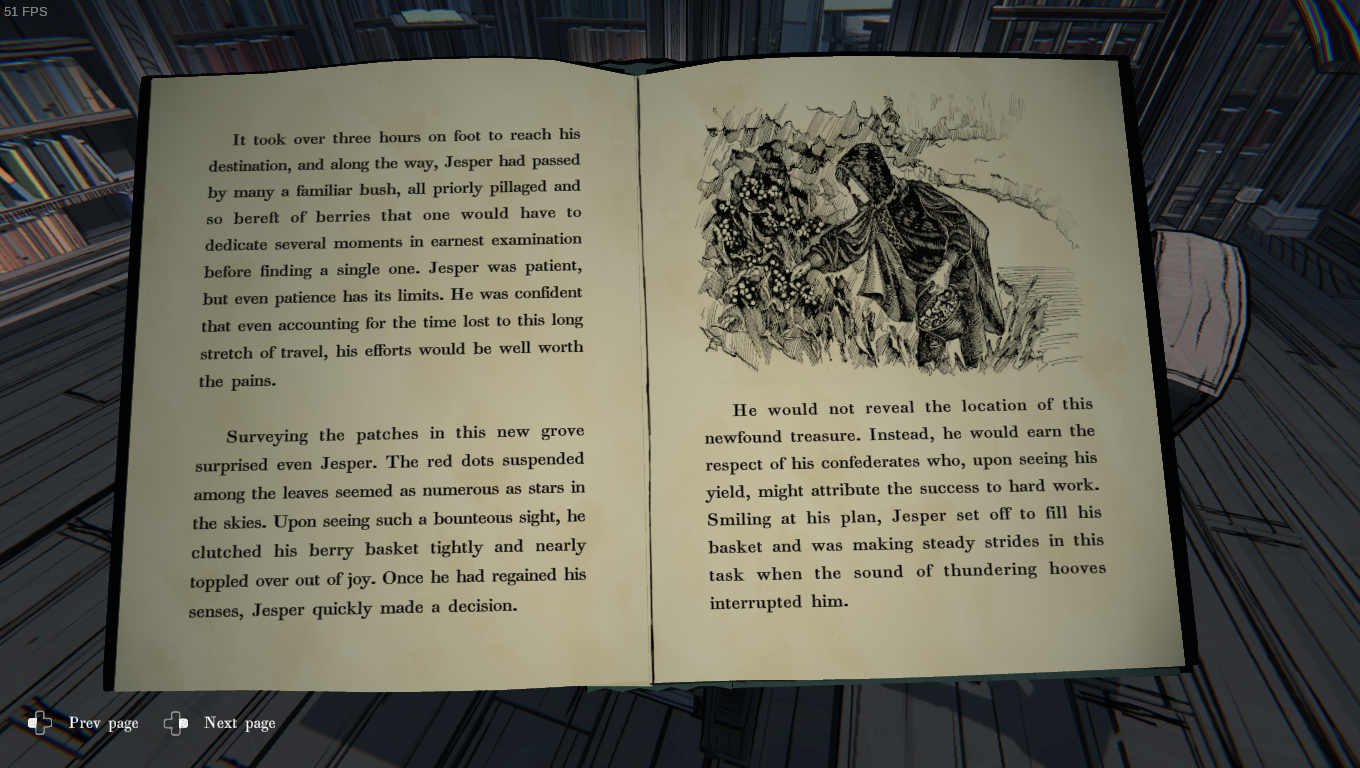 51 FPS
It took over three hours on foot to reach his
destination, and along the way, Jesper had passed
by many a familiar bush, all priorly pillaged and
so bereft of berries that one would have to
dedicate several moments in earnest examination
before finding a single one. Jesper was patient,
but even patience has its limits. He was confident
that even accounting for the time lost to this long
stretch of travel, his efforts would be well worth
the pains.
Surveying the patches in this new grove
surprised even Jesper. The red dots suspended
among the leaves seemed as numerous as stars in
the skies. Upon seeing such a bounteous sight, he
clutched his berry basket tightly and nearly
toppled over out of joy. Once he had regained his
senses, Jesper quickly made a decision.
He would not reveal the location of this
newfound treasure. Instead, he would earn the
respect of his confederates who, upon seeing his
yield, might attribute the success to hard work.
Smiling at his plan, Jesper set off to fill his
basket and was making steady strides in this
task when the sound of thundering hooves
interrupted him.
Prev page
Next page